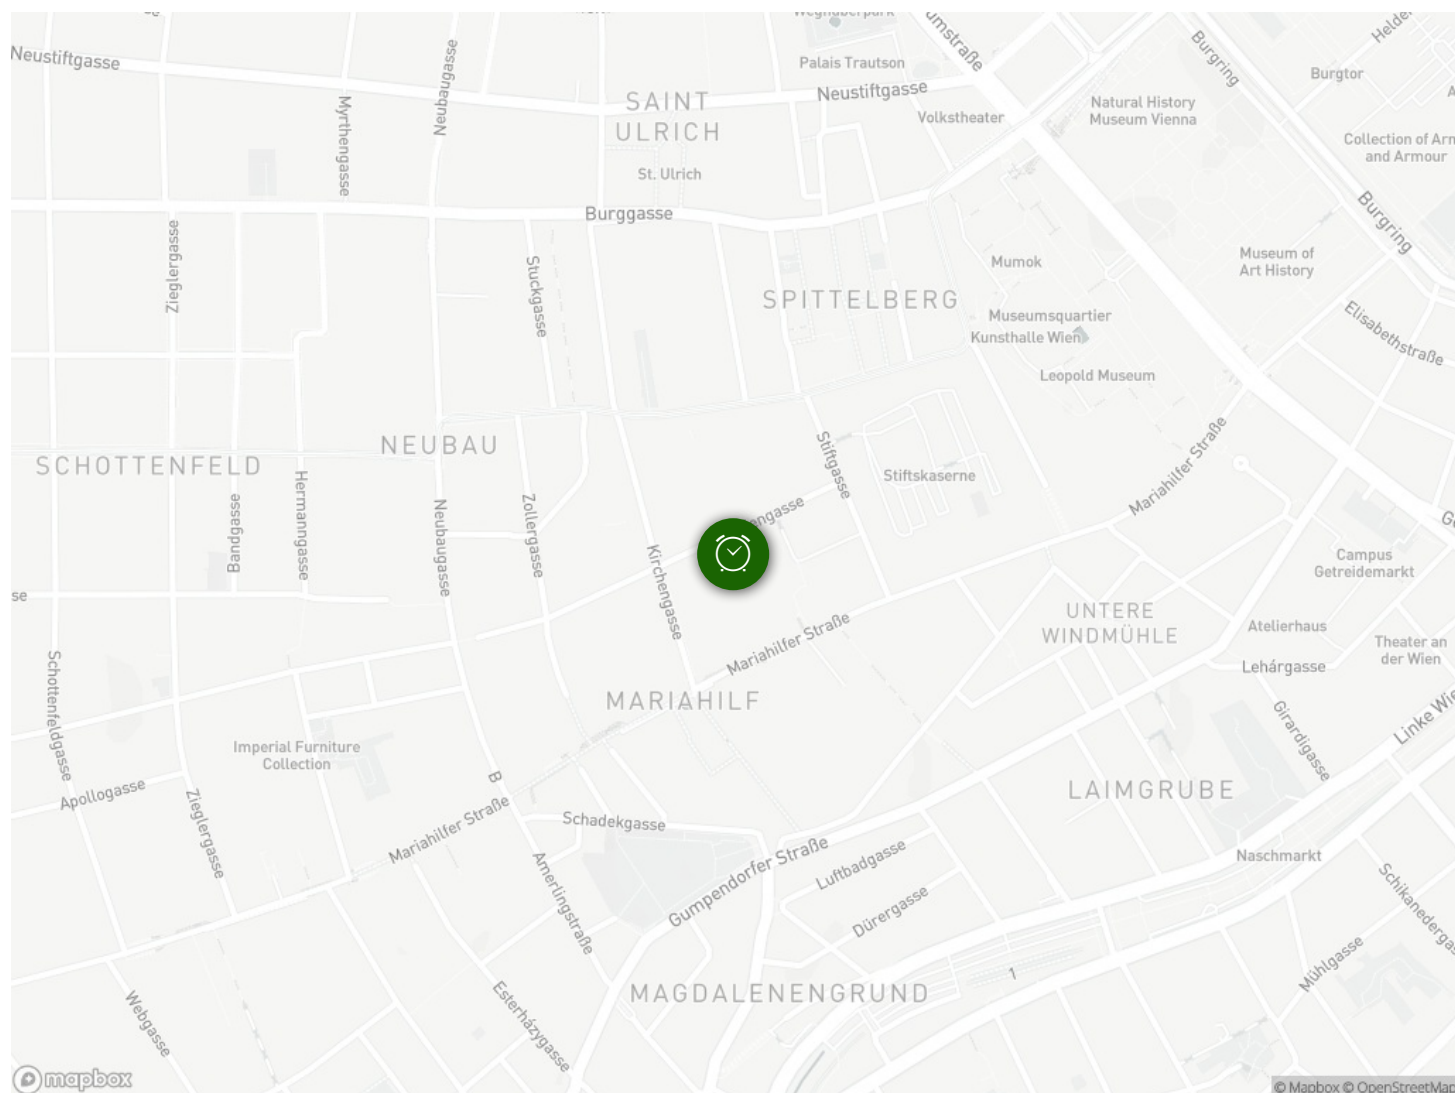 Neustiftgasse
Neubaugasse
Myrthengasse
SAINT
ULRICH
St. Ulrich
Palais Trautson
Neustiftgasse
Volkstheater
Natural History
Museum Vienna
Burgring
Burgtor
Collection of Arm
and Armour
Burggasse
Zieglergasse
Stuckgasse
SPITTELBERG
Mumok
Museumsquartier
Kunsthalle Wien
Leopold Museum
Museum of
Art History
Burgring
Elisabethstraße
SCHOTTENFELD
NEUBAU
Bandgasse
Hermanngasse
Neubaugasse
Zollergasse
Kirchengasse
Stiftgasse
Stiftskaserne
Mariahilfer Straße
Mariahilfer Straße
Campus
Getreidemarkt
UNTERE
WINDMÜHLE
Atelierhaus
Theater an
der Wien
Lehárgasse
Girardigasse
Linke Wie
Schottenfeldgasse
MARIAHILF
Imperial Furniture
Collection
Apollogasse
Zieglergasse
B
Mariahilfer Straße
Schadekgasse
Amerlingstraße
Gumpendorfer Straße
Luftbadgasse
Dürergasse
LAIMGRUBE
Naschmarkt
Schikanedergas
Mühlgasse
1
MAGDALENENGRUND
Esterházygasse
Webgasse
mapbox
© Mapbox © OpenStreetMap